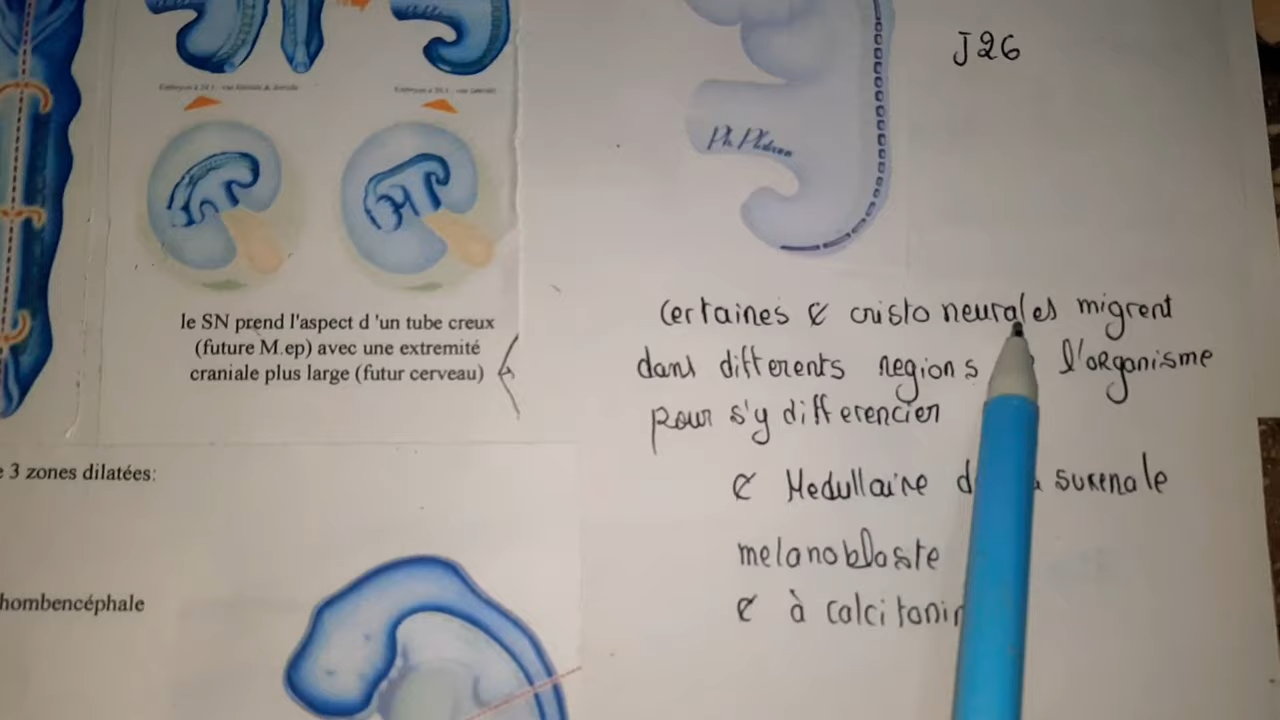 J26
le SN prend l'aspect d 'un tube creux
(future M.ep) avec une extremité
craniale plus large (futur cerveau)
3 zones dilatées:
hombencéphale
Certaines ₡ cristo neurales migrent
dans differents regions l'organisme
pour s'y differencier
₡ Medullaire surenale
melanoblaste
₡ à calcitonin